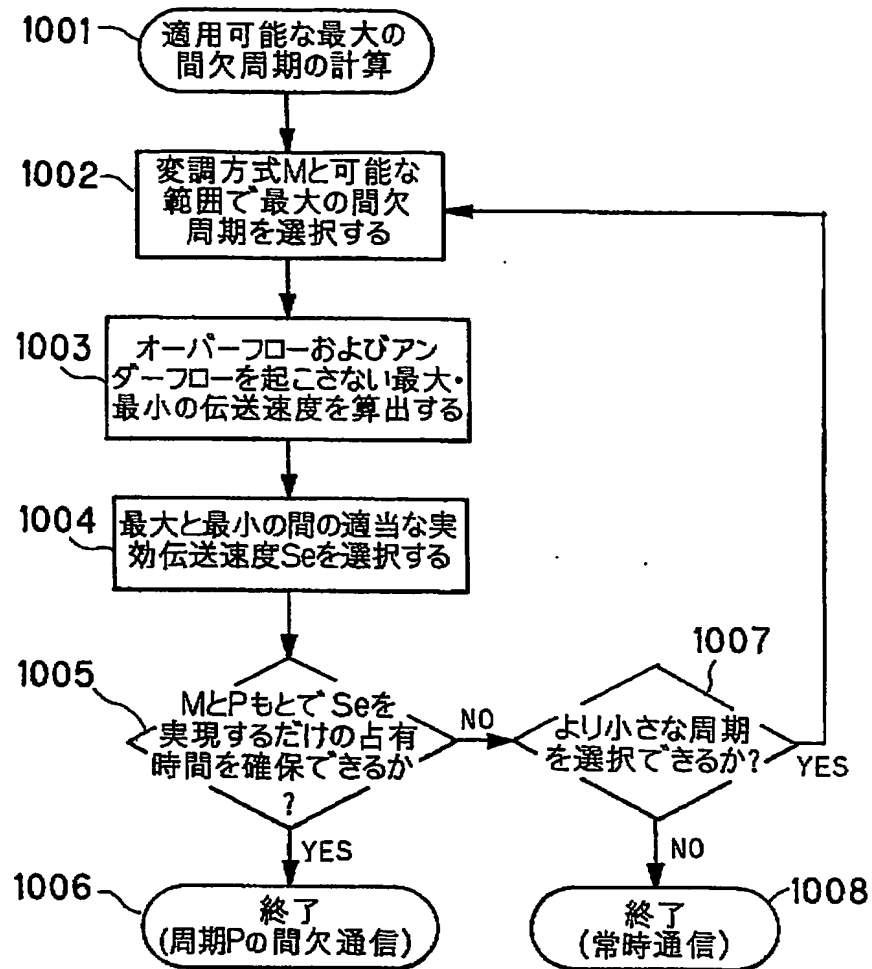 1001
適用可能な最大の
間欠周期の計算
1002
変調方式Mと可能な
範囲で最大の間欠
周期を選択する
1003
オーバーフローおよびアン
ダーフローを起こさない最大・
最小の伝送速度を算出する
1004
最大と最小の間の適当な実
効伝送速度Seを選択する
1005
MとPもとでSeを
実現するだけの占有
時間を確保できるか
?
NO
YES
1007
より小さな周期
を選択できるか?
YES
NO
1006
終了
(周期Pの間欠通信)
1008
終了
(常時通信)